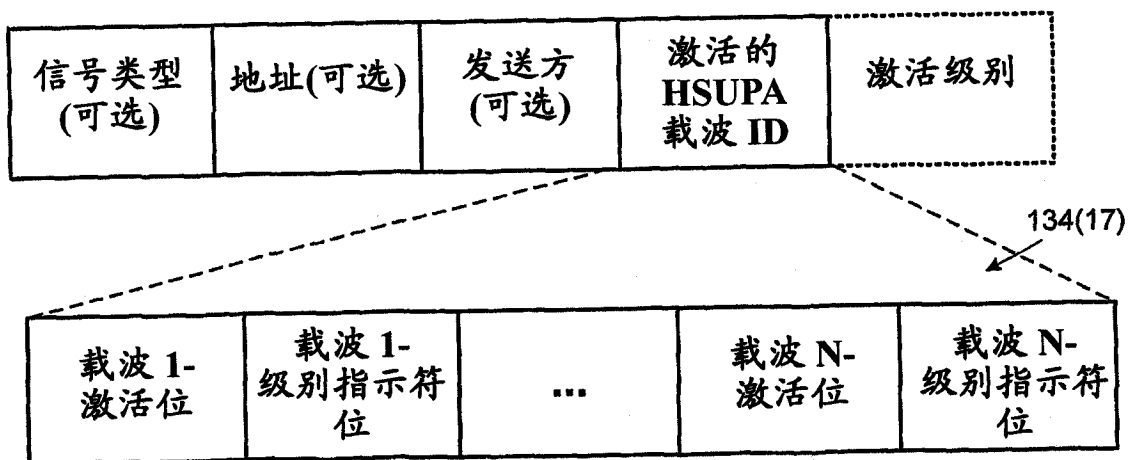 信号类型
(可选)
地址(可选)
发送方
(可选)
激活的
HSUPA
载波 ID
激活级别
134(17)
载波 1-
激活位
载波 1-
级别指示符
位
...
载波 N-
激活位
载波 N-
级别指示符
位